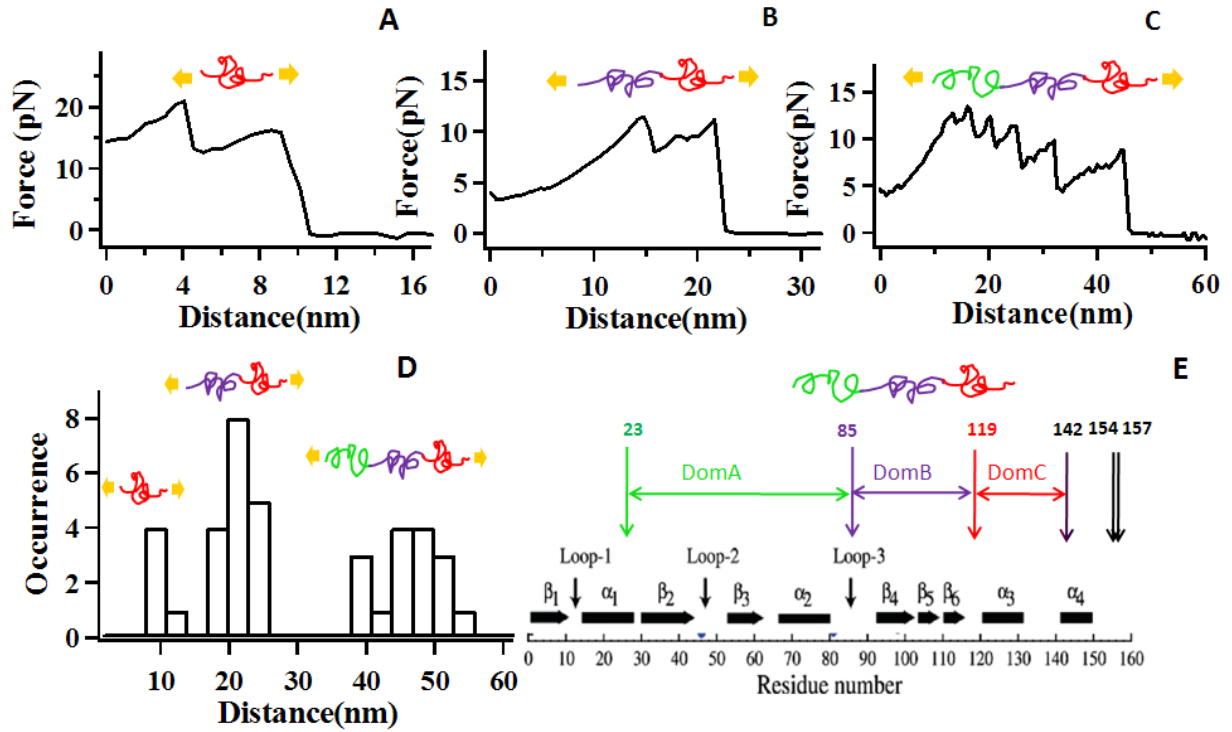 A
B
C
Force (pN)
20
10
0
0 4 8 12 16
Distance(nm)
Force(pN)
15
10
5
0
0 10 20 30
Distance(nm)
Force(pN)
15
10
5
0
0 20 40 60
Distance(nm)
D
Occurrence
8
6
4
2
0
10 20 30 40 50 60
Distance(nm)
E
23 85 119 142 154 157
DomA DomB DomC
Loop-1 Loop-2 Loop-3
β1 α1 β2 β3 α2 β4 β5 β6 α3 α4
0 10 20 30 40 50 60 70 80 90 100 110 120 130 140 150 160
Residue number